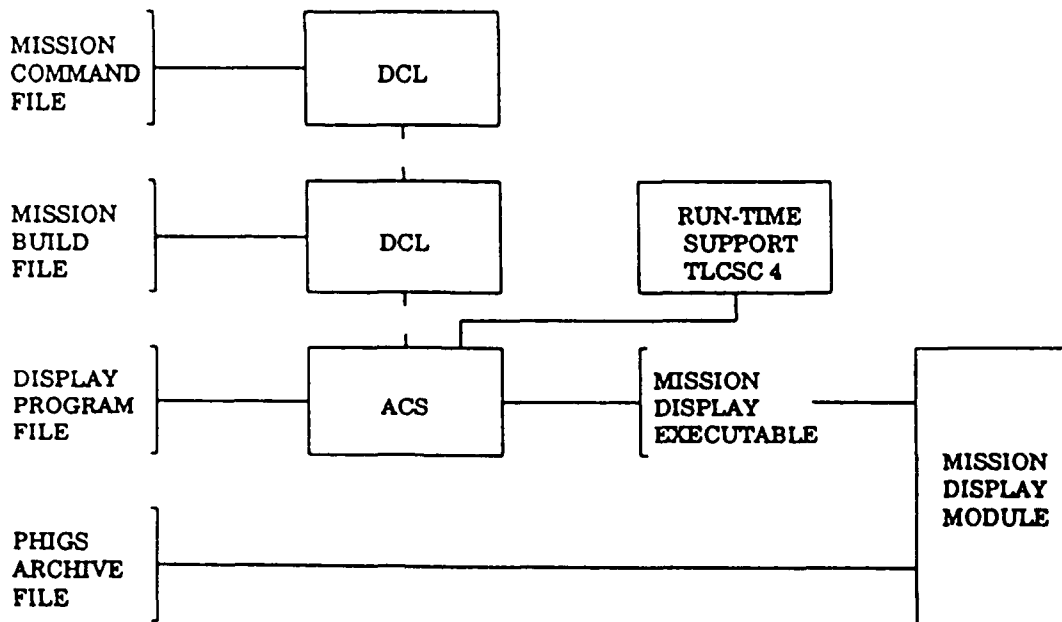 MISSION
COMMAND
FILE
DCL
MISSION
BUILD
FILE
DCL
RUN-TIME
SUPPORT
TLCSC 4
DISPLAY
PROGRAM
FILE
ACS
MISSION
DISPLAY
EXECUTABLE
MISSION
DISPLAY
MODULE
PHIGS
ARCHIVE
FILE